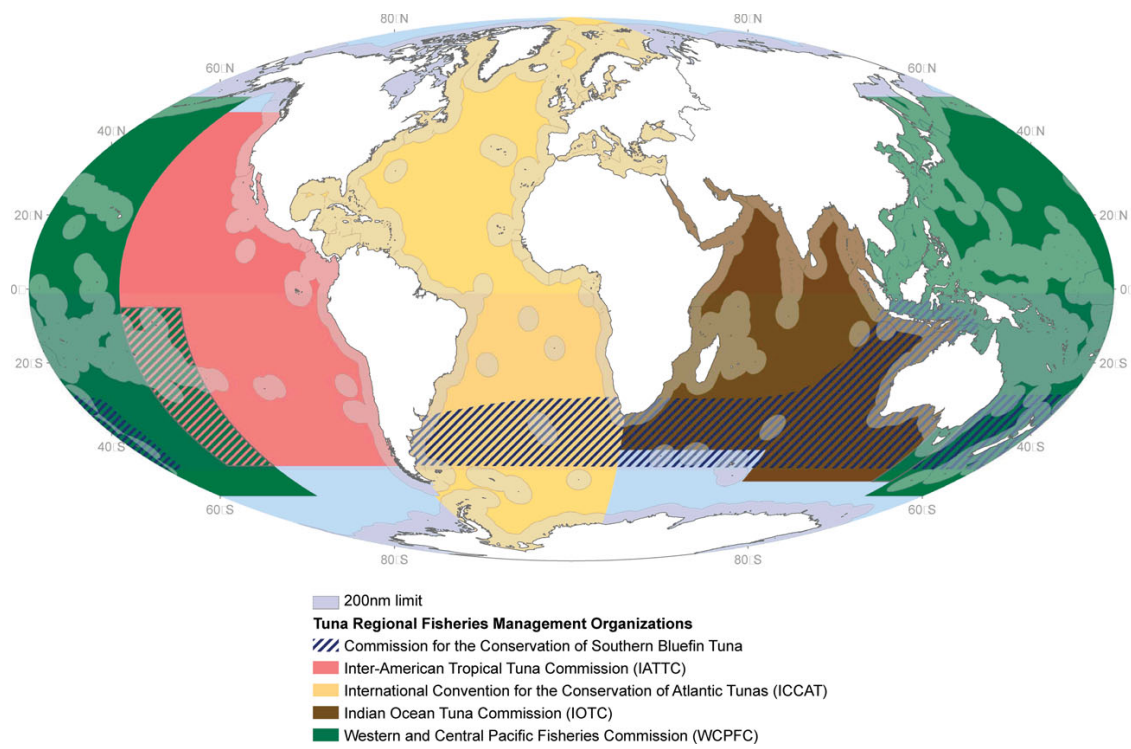 80□N 80□N
60□N 60□N
40□N 40□N
20□N 20□N
0□ 0□
20□S 20□S
40□S 40□S
60□S 60□S
80□S 80□S
200nm limit
Tuna Regional Fisheries Management Organizations
Commission for the Conservation of Southern Bluefin Tuna
Inter-American Tropical Tuna Commission (IATTC)
International Convention for the Conservation of Atlantic Tunas (ICCAT)
Indian Ocean Tuna Commission (IOTC)
Western and Central Pacific Fisheries Commission (WCPFC)